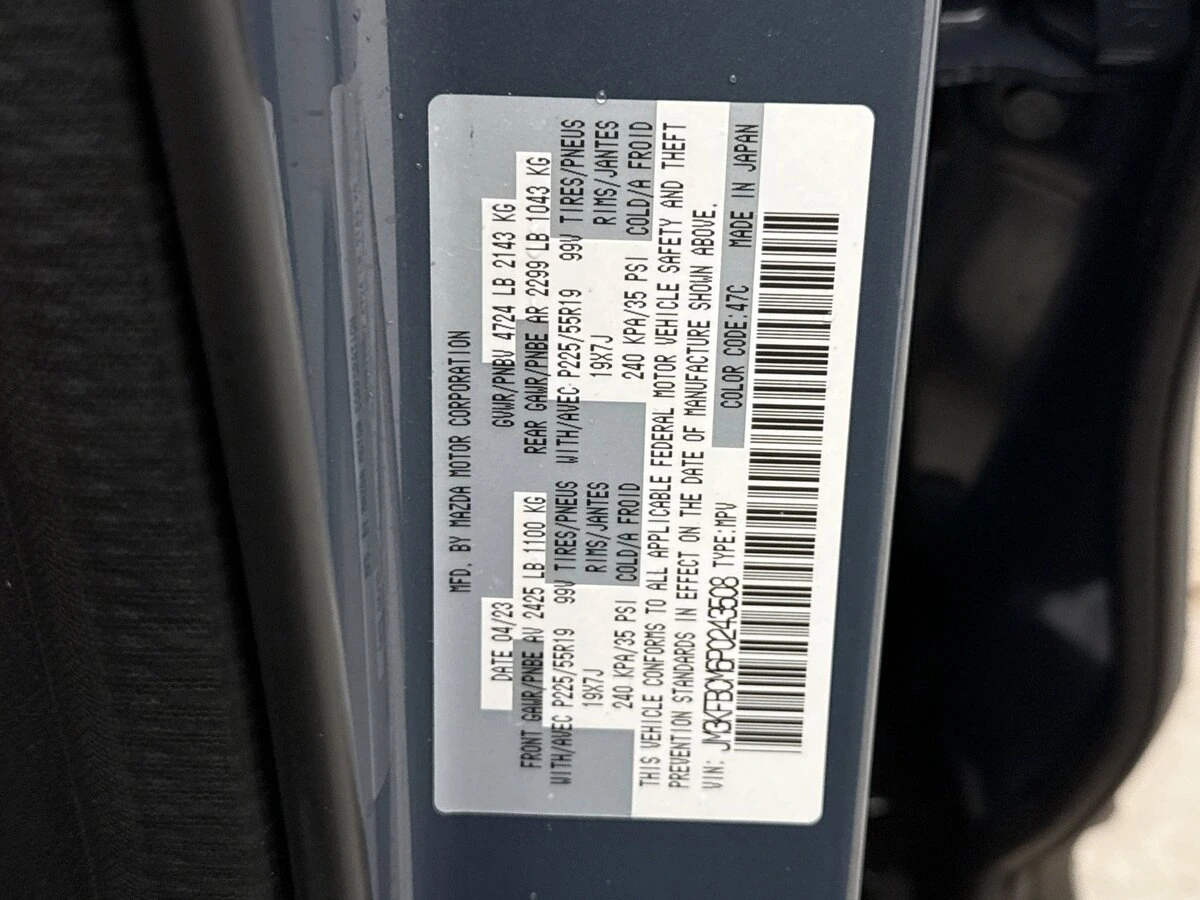 MFD. BY MAZDA MOTOR CORPORATION
DATE 04/23 GVWR/PNBV 4724 LB 2143 KG
FRONT GAWR/PNBE AV 2425 LB 1100 KG REAR GAWR/PNBE AR 2299 LB 1043 KG
WITH/AVEC P225/55R19 99V TIRES/PNEUS WITH/AVEC P225/55R19 99V TIRES/PNEUS
19X7J RIMS/JANTES 19X7J RIMS/JANTES
240 KPA/35 PSI COLD/A FROID 240 KPA/35 PSI COLD/A FROID
THIS VEHICLE CONFORMS TO ALL APPLICABLE FEDERAL MOTOR VEHICLE SAFETY AND THEFT
PREVENTION STANDARDS IN EFFECT ON THE DATE OF MANUFACTURE SHOWN ABOVE.
VIN: JM3KFBCM6P0243508 TYPE:MPV COLOR CODE:47C MADE IN JAPAN